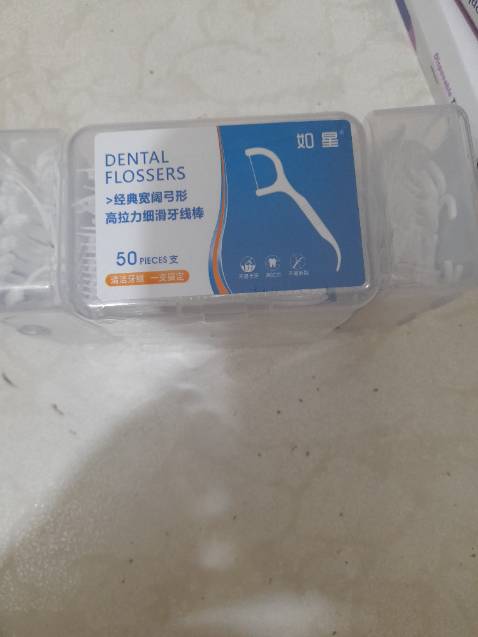 Disposable
如星®
DENTAL
FLOSSERS
>经典宽阔弓形
高拉力细滑牙线棒
50 PIECES 支
清洁牙缝 一支搞定